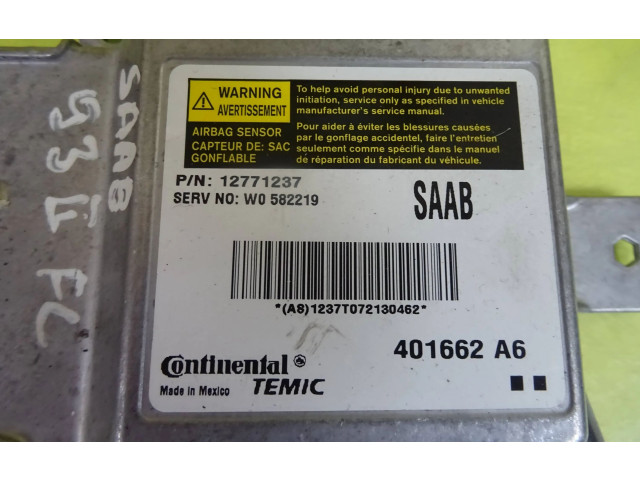 WARNING
AVERTISSEMENT
AIRBAG SENSOR
CAPTEUR DE: SAC
GONFLABLE
To help avoid personal injury due to unwanted
initiation, service only as specified in vehicle
manufacturer's service manual.
Pour aider à éviter les blessures causées
par le gonflage accidentel, l'entretien
seulement comme spécifie dans le manuel
de réparation du fabricant du véhicule.
P/N: 12771237
SERV NO: W0 582219
SAAB
*(A8)1237T072130462*
Continental
TEMIC
Made in Mexico
401662 A6
SAAB
93 II FL